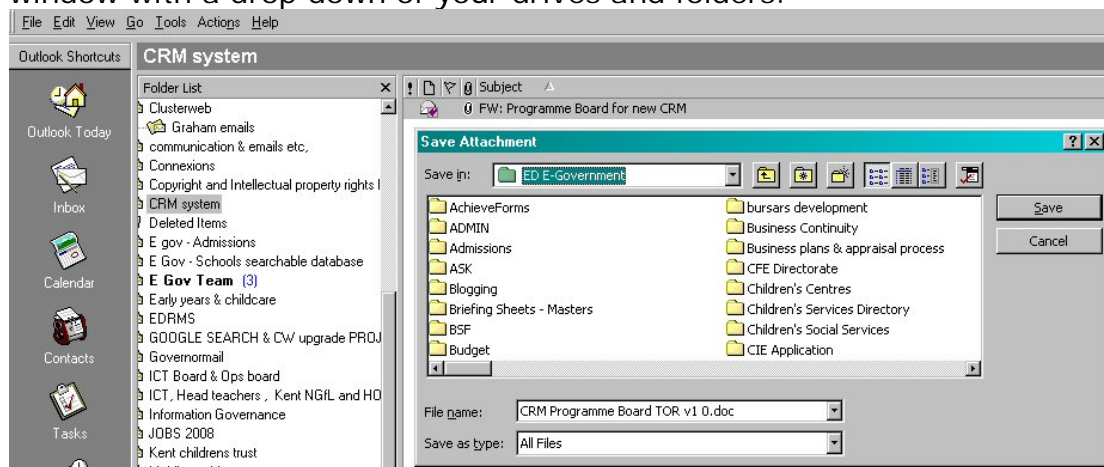 window with a drop down of your drives and folders.
File Edit View Go Tools Actions Help
Outlook Shortcuts
CRM system
Outlook Today
Inbox
Calendar
Contacts
Tasks
Folder List
Clusterweb
Graham emails
communication & emails etc,
Connexions
Copyright and Intellectual property rights
CRM system
Deleted Items
E gov - Admissions
E Gov - Schools searchable database
E Gov Team (3)
Early years & childcare
EDRMS
GOOGLE SEARCH & CW upgrade PROJ
Governormail
ICT Board & Ops board
ICT, Head teachers , Kent NGfL and HO
Information Governance
JOBS 2008
Kent childrens trust
Subject
FW: Programme Board for new CRM
Save Attachment
Save in: ED E-Government
AchieveForms
ADMIN
Admissions
ASK
Blogging
Briefing Sheets - Masters
BSF
Budget
bursars development
Business Continuity
Business plans & appraisal process
CFE Directorate
Children's Centres
Children's Services Directory
Children's Social Services
CIE Application
Save
Cancel
File name: CRM Programme Board TOR v1 0.doc
Save as type: All Files